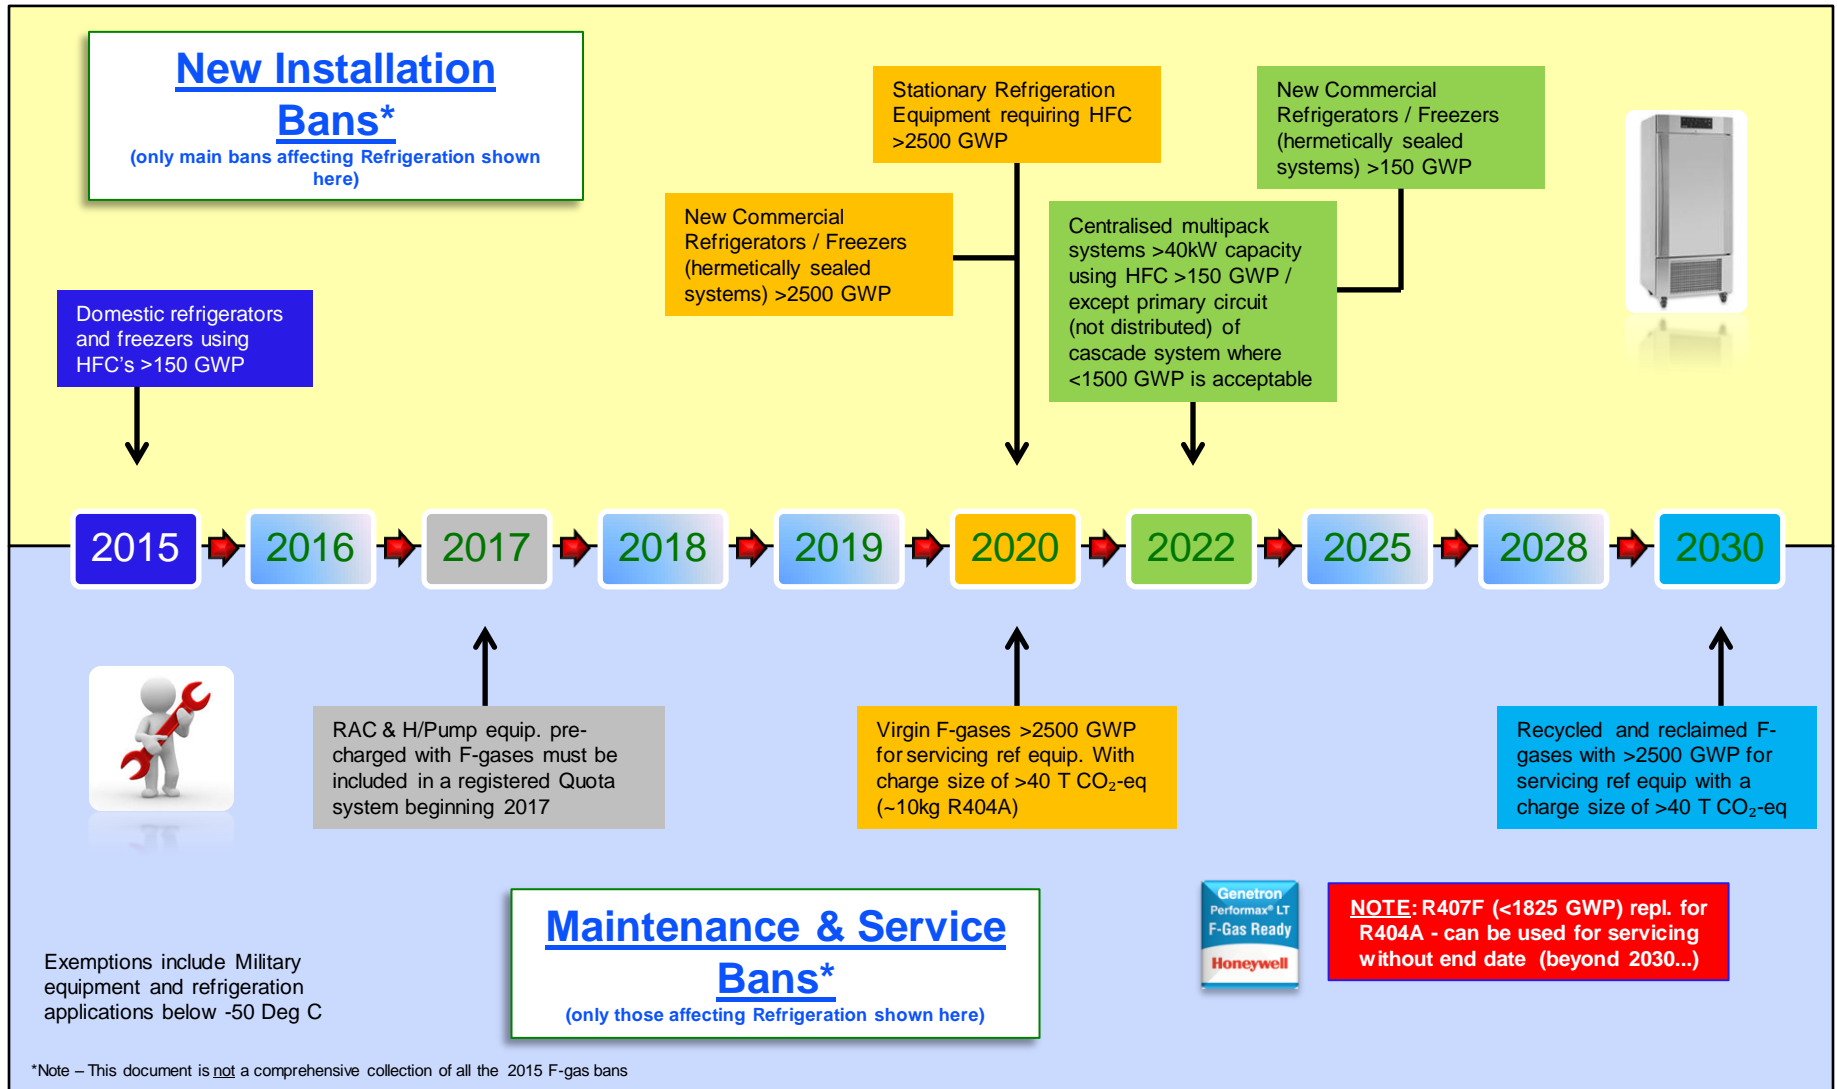 New Installation
Bans*
(only main bans affecting Refrigeration shown
here)
Stationary Refrigeration
Equipment requiring HFC
>2500 GWP
New Commercial
Refrigerators / Freezers
(hermetically sealed
systems) >150 GWP
New Commercial
Refrigerators / Freezers
(hermetically sealed
systems) >2500 GWP
Centralised multipack
systems >40kW capacity
using HFC >150 GWP /
except primary circuit
(not distributed) of
cascade system where
<1500 GWP is acceptable
Domestic refrigerators
and freezers using
HFC's >150 GWP
2015
2016
2017
2018
2019
2020
2022
2025
2028
2030
RAC & H/Pump equip. pre-
charged with F-gases must be
included in a registered Quota
system beginning 2017
Virgin F-gases >2500 GWP
for servicing ref equip. With
charge size of >40 T CO₂-eq
(~10kg R404A)
Recycled and reclaimed F-
gases with >2500 GWP for
servicing ref equip with a
charge size of >40 T CO₂-eq
Genetron
Performax® LT
F-Gas Ready
Honeywell
NOTE: R407F (<1825 GWP) repl. for
R404A - can be used for servicing
without end date (beyond 2030...)
Maintenance & Service
Bans*
(only those affecting Refrigeration shown here)
Exemptions include Military
equipment and refrigeration
applications below -50 Deg C
*Note – This document is not a comprehensive collection of all the 2015 F-gas bans